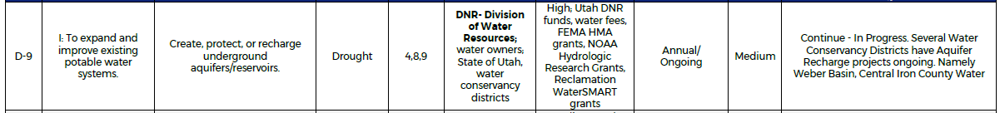 D-9
I: To expand and
improve existing
potable water
systems.
Create, protect, or recharge
underground
aquifers/reservoirs.
Drought
4,8,9
DNR- Division
of Water
Resources;
water owners;
State of Utah,
water
conservancy
districts
High; Utah DNR
funds, water fees,
FEMA HMA
grants, NOAA
Hydrologic
Research Grants,
Reclamation
WaterSMART
grants
Annual/
Ongoing
Medium
Continue - In Progress. Several Water
Conservancy Districts have Aquifer
Recharge projects ongoing. Namely
Weber Basin, Central Iron County Water